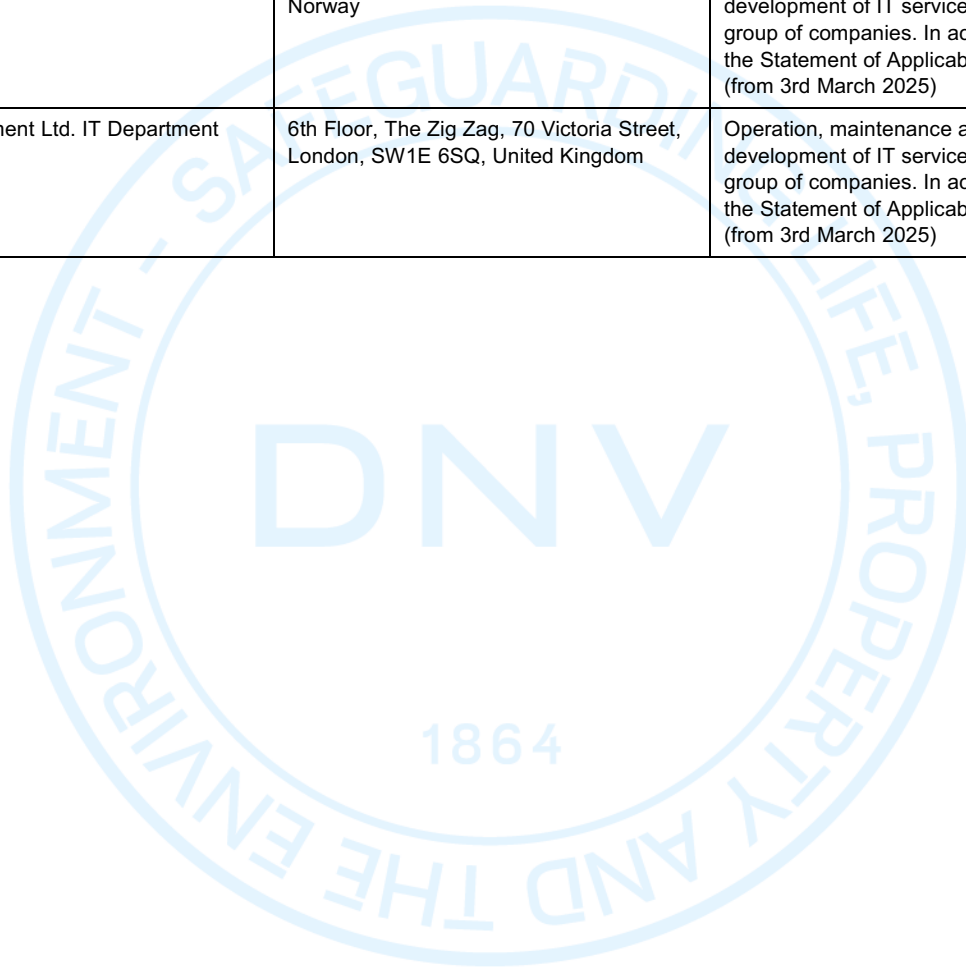 Norway
development of IT service
group of companies. In ac
the Statement of Applicab
(from 3rd March 2025)
nent Ltd. IT Department
6th Floor, The Zig Zag, 70 Victoria Street,
London, SW1E 6SQ, United Kingdom
Operation, maintenance a
development of IT service
group of companies. In ac
the Statement of Applicab
(from 3rd March 2025)
SAFEGUARDING LIFE, PROPERTY AND THE ENVIRONMENT -
DNV
1864